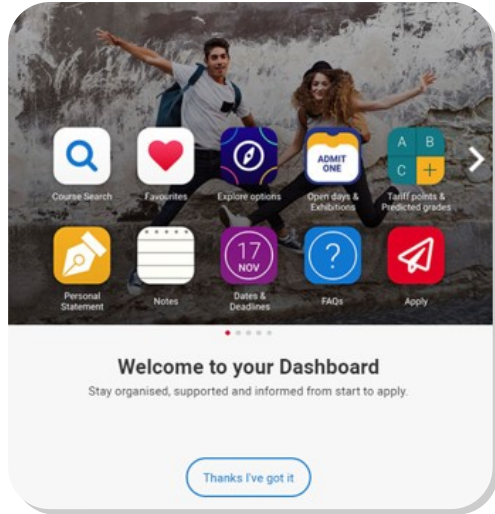 A B
ADMIT
ONE
C +
Course Search
Favourites
Explore options
Open days &
Exhibitions
Tariff points &
Predicted grades
17
NOV
?
Personal
Statement
Notes
Dates &
Deadlines
FAQs
Apply
Welcome to your Dashboard
Stay organised, supported and informed from start to apply.
Thanks I've got it